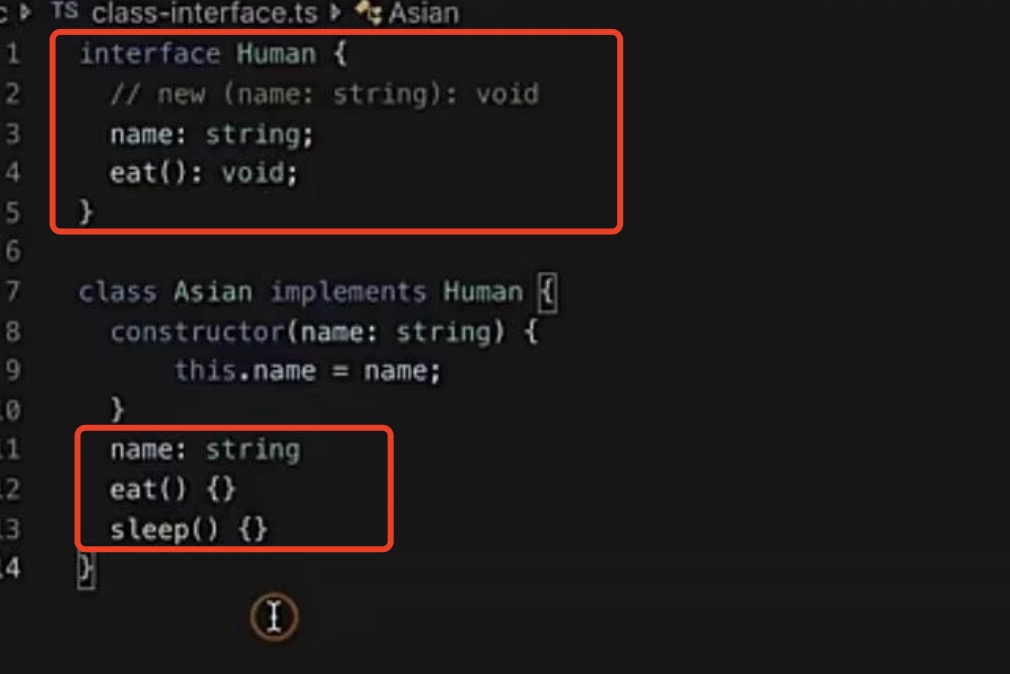 c TS class-interface.ts Asian
1 interface Human {
2 // new (name: string): void
3 name: string;
4 eat(): void;
5 }
6
7 class Asian implements Human {
8 constructor(name: string) {
9 this.name = name;
10 }
11 name: string
12 eat() {}
13 sleep() {}
14 }